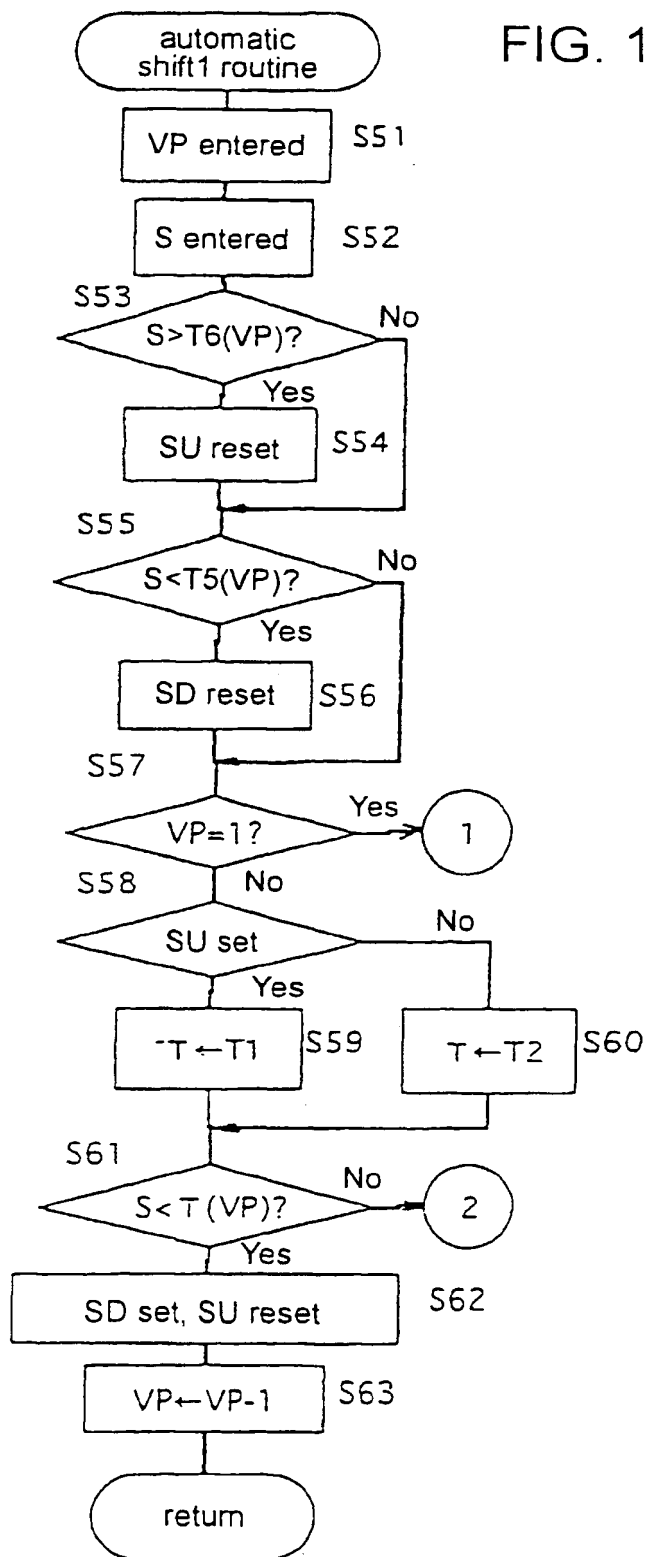 FIG. 1
automatic
shift1 routine
VP entered
S51
S entered
S52
S53
S>T6(VP)?
No
Yes
SU reset
S54
S55
S<T5(VP)?
No
Yes
SD reset
S56
S57
VP=1?
Yes
1
No
S58
SU set
No
Yes
T←T1
S59
T←T2
S60
S61
S<T(VP)?
No
2
Yes
SD set, SU reset
S62
VP←VP-1
S63
return